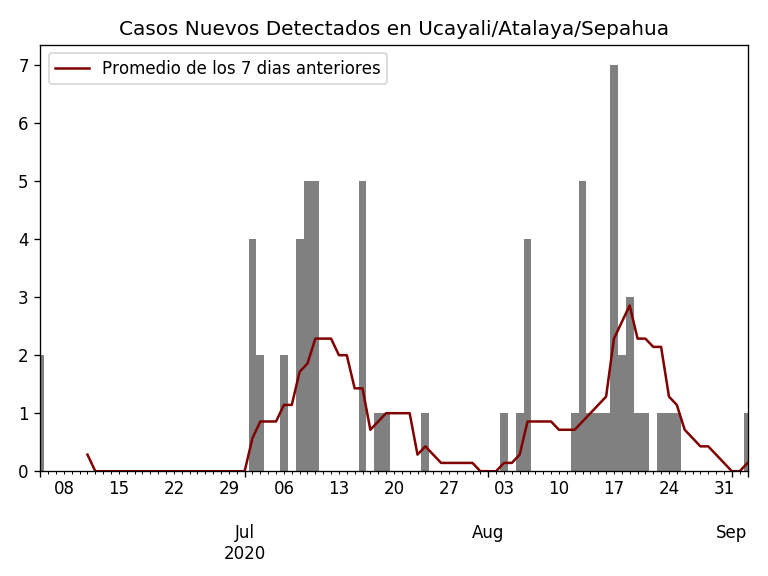 Casos Nuevos Detectados en Ucayali/Atalaya/Sepahua
Promedio de los 7 dias anteriores
7
6
5
4
3
2
1
0
08 15 22 29 06 13 20 27 03 10 17 24 31
Jul Aug Sep
2020